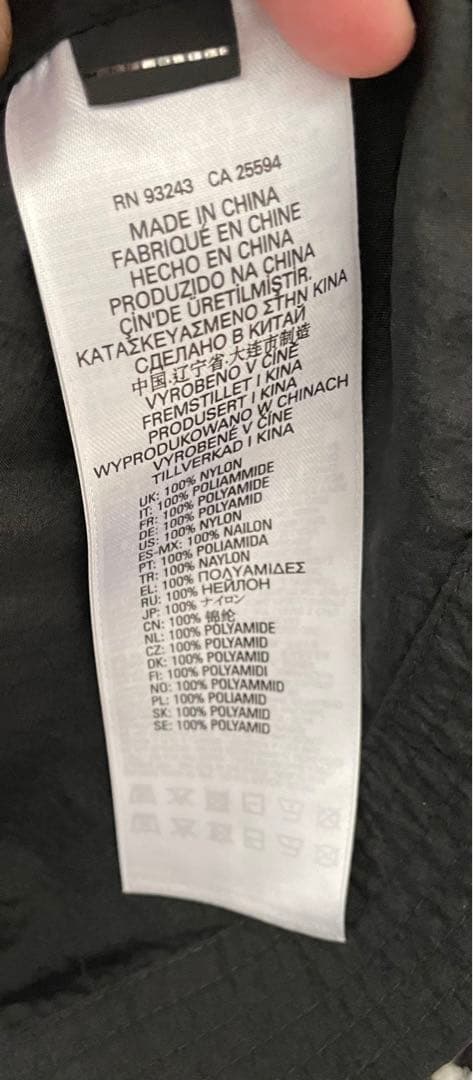 RN 93243 CA 25594
MADE IN CHINA
FABRIQUÉ EN CHINE
HECHO EN CHINA
PRODUZIDO NA CHINA
ÇİN'DE ÜRETİLMİŞTİR.
ΚΑΤΑΣΚΕΥΑΣΜΕΝΟ ΣΤΗΝ ΚΙΝΑ
СДЕЛАНО В КИТАЙ
中国.辽宁省.大连市制造
VYROBENO V ČÍNĚ
FREMSTILLET I KINA
PRODUSERT I KINA
WYPRODUKOWANO W CHINACH
VYROBENÉ V ČÍNE
TILLVERKAD I KINA
UK: 100% NYLON
IT: 100% POLIAMMIDE
FR: 100% POLYAMIDE
DE: 100% POLYAMID
US: 100% NYLON
ES-MX: 100% NAILON
PT: 100% POLIAMIDA
TR: 100% NAYLON
EL: 100% ΠΟΛΥΑΜΙΔΕΣ
RU: 100% НЕЙЛОН
JP: 100% ナイロン
CN: 100% 锦纶
NL: 100% POLYAMIDE
CZ: 100% POLYAMID
DK: 100% POLYAMID
FI: 100% POLYAMIDI
NO: 100% POLYAMMID
PL: 100% POLIAMID
SK: 100% POLYAMID
SE: 100% POLYAMID